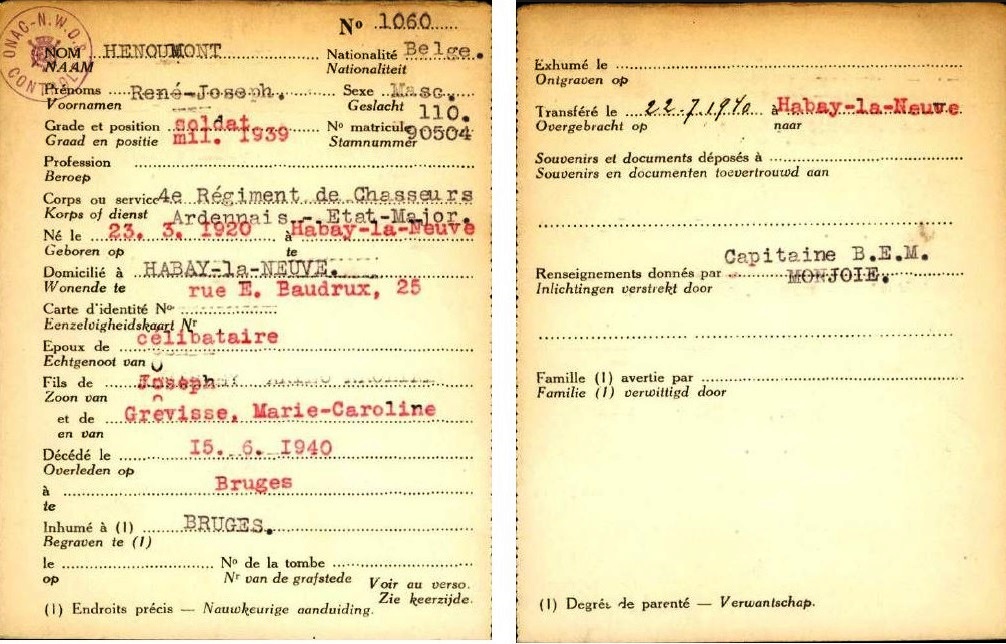 ONAC-N.W.O.S
CONTROLE
Nº 1060
NOM HENOUMONT Nationalité Belge.
NAAM Nationaliteit
Prénoms René-Joseph. Sexe Masc.
Voornamen Geslacht
110.
Grade et position soldat Nº matricule 90504
Graad en positie mil. 1939 Stamnummer
Profession
Beroep
Corps ou service 4e Régiment de Chasseurs
Korps of dienst Ardennais - Etat-Major.
Né le 23. 3. 1920 à Habay-la-Neuve
Geboren op te
Domicilié à HABAY-la-NEUVE.
Wonende te rue E. Baudrux, 25
Carte d'identité Nº
Eenzelvigheidskaart Nr
Epoux de célibataire
Echtgenoot van
Fils de Joseph
Zoon van
et de Grevisse, Marie-Caroline
en van
Décédé le 15. 6. 1940
Overleden op
à Bruges
te
Inhumé à (1) BRUGES.
Begraven te (1)
le Nº de la tombe
op Nr van de grafstede
Voir au verso.
Zie keerzijde.
(1) Endroits précis — Nauwkeurige aanduiding.
Exhumé le
Ontgraven op
Transféré le 22-7.1940 à Habay-la-Neuve
Overgebracht op naar
Souvenirs et documents déposés à
Souvenirs en documenten toevertrouwd aan
Capitaine B.E.M.
Renseignements donnés par MONJOIE.
Inlichtingen verstrekt door
Famille (1) avertie par
Familie (1) verwittigd door
(1) Degré de parenté — Verwantschap.